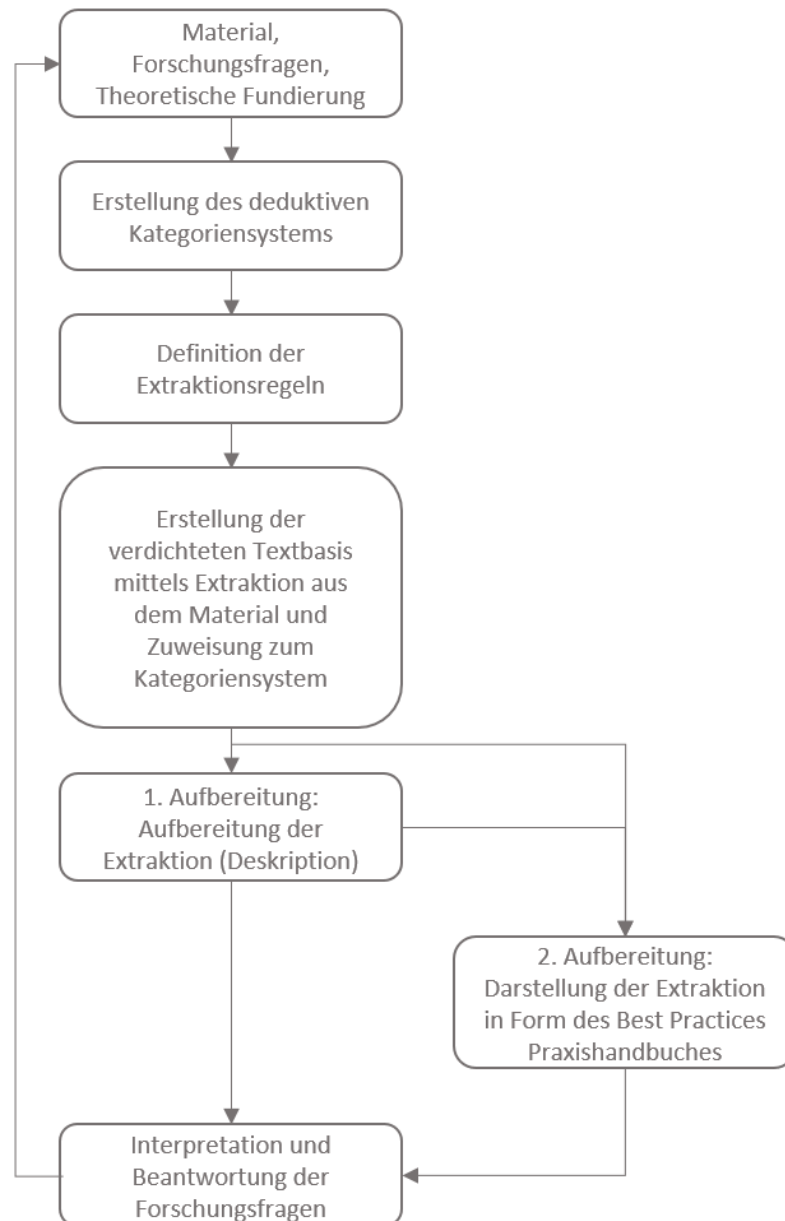 Material,
Forschungsfragen,
Theoretische Fundierung
Erstellung des deduktiven
Kategoriensystems
Definition der
Extraktionsregeln
Erstellung der
verdichteten Textbasis
mittels Extraktion aus
dem Material und
Zuweisung zum
Kategoriensystem
1. Aufbereitung:
Aufbereitung der
Extraktion (Deskription)
2. Aufbereitung:
Darstellung der Extraktion
in Form des Best Practices
Praxishandbuches
Interpretation und
Beantwortung der
Forschungsfragen